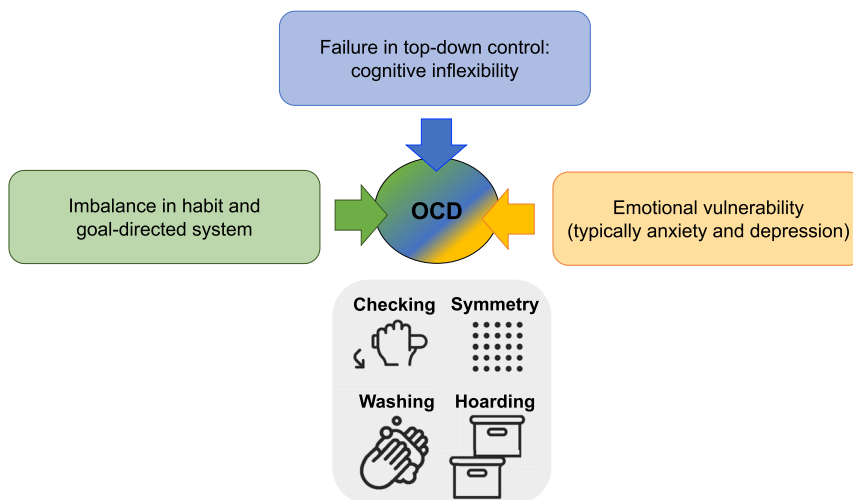 Failure in top-down control:
cognitive inflexibility
Imbalance in habit and
goal-directed system
OCD
Emotional vulnerability
(typically anxiety and depression)
Checking
Symmetry
Washing
Hoarding